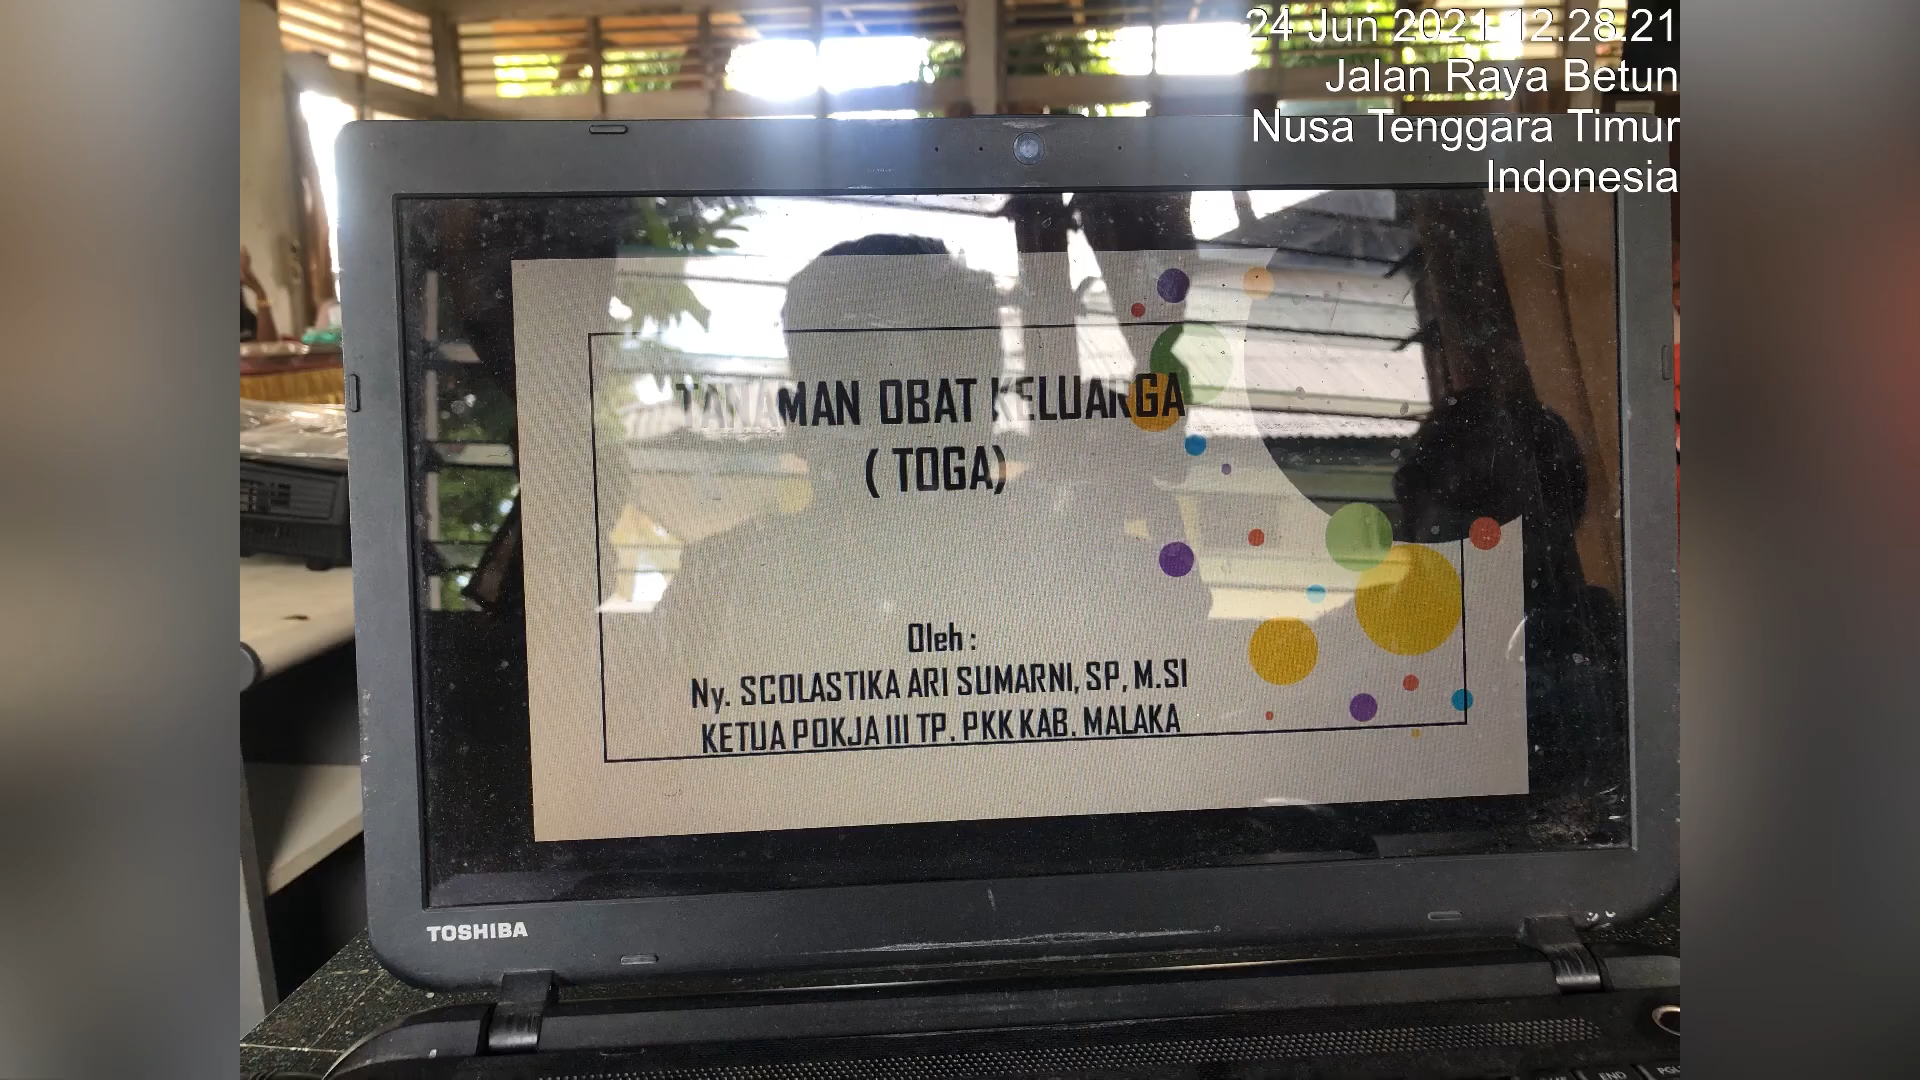 24 Jun 2021 12.28.21
Jalan Raya Betun
Nusa Tenggara Timur
Indonesia
TANAMAN OBAT KELUARGA
( TOGA)
Oleh :
Ny. SCOLASTIKA ARI SUMARNI, SP, M.SI
KETUA POKJA III TP. PKK KAB. MALAKA
TOSHIBA
END